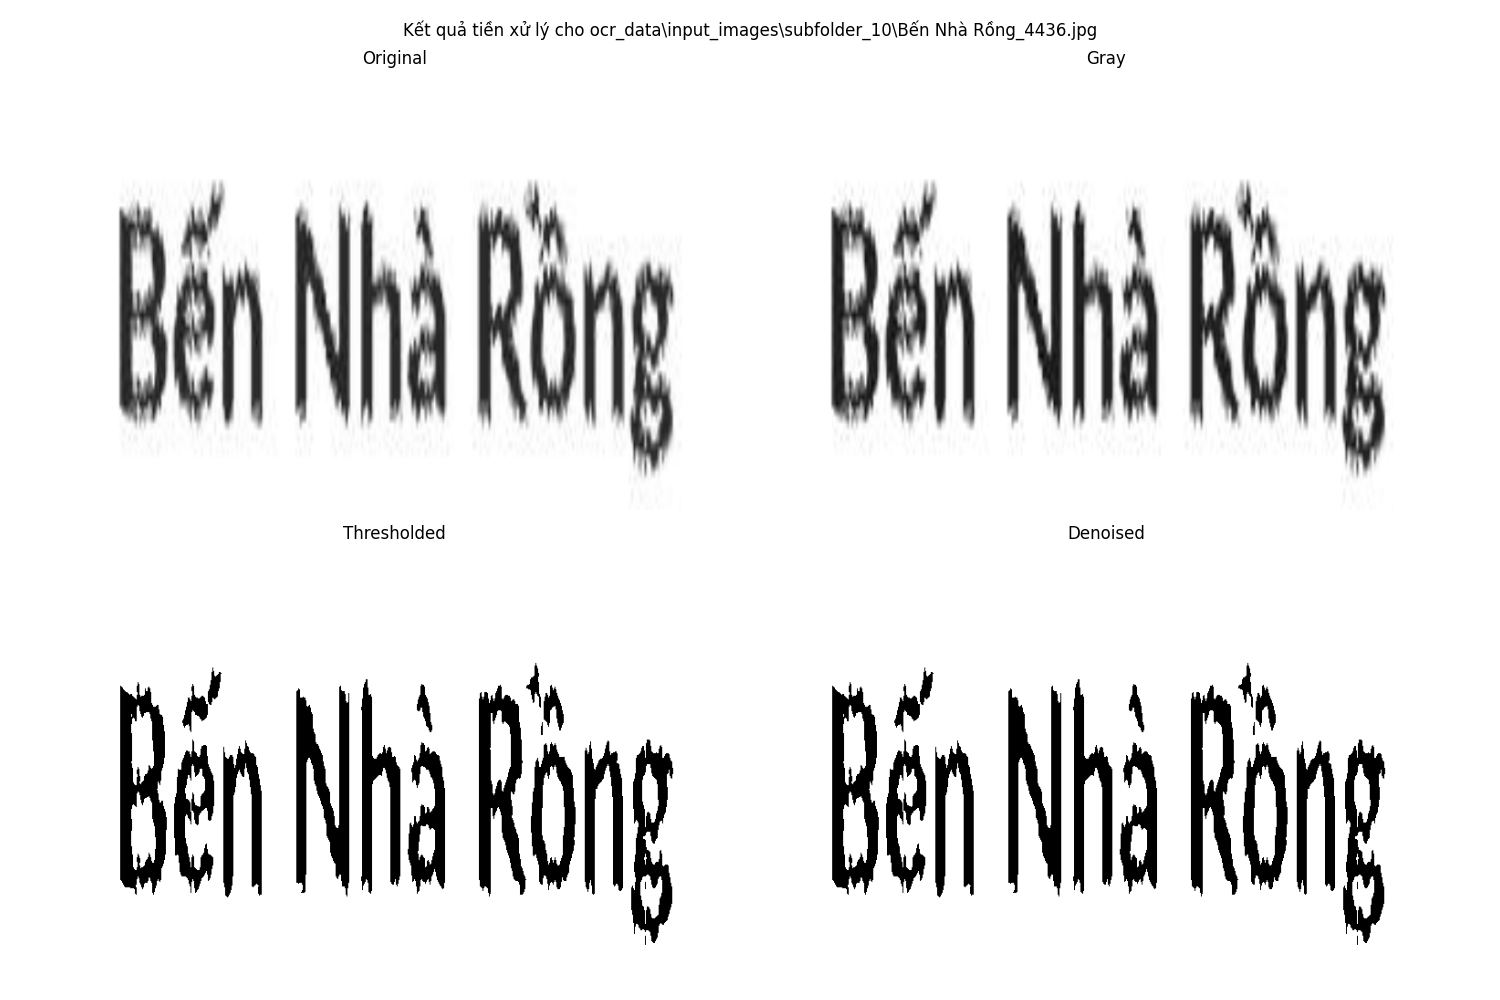 Kết quả tiền xử lý cho ocr_data\input_images\subfolder_10\Bến Nhà Rồng_4436.jpg
Original
Gray
Bến Nhà Rồng
Bến Nhà Rồng
Thresholded
Denoised
Bến Nhà Rồng
Bến Nhà Rồng